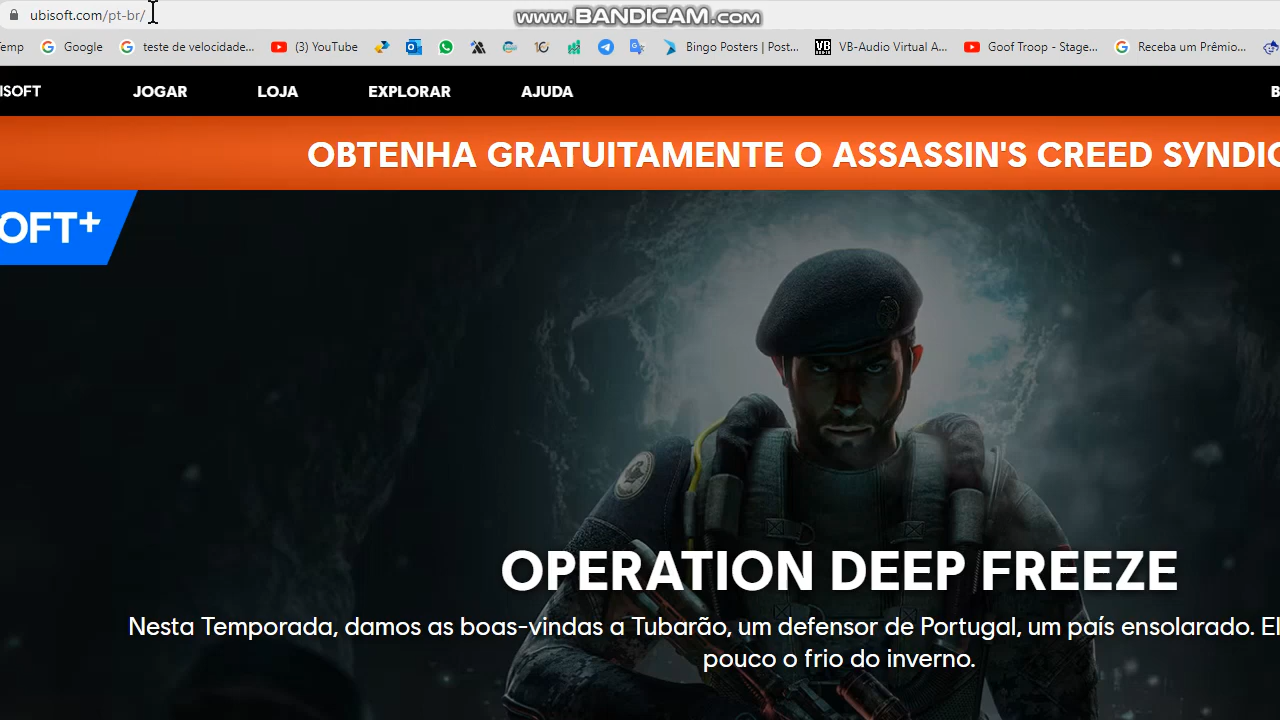 ubisoft.com/pt-br/
www.BANDICAM.com
Temp Google teste de velocidade... (3) YouTube Bingo Posters | Post... VB VB-Audio Virtual A... Goof Troop - Stage... Receba um Prêmio...
ISOFT JOGAR LOJA EXPLORAR AJUDA B
OBTENHA GRATUITAMENTE O ASSASSIN'S CREED SYNDIC
OFT+
OPERATION DEEP FREEZE
Nesta Temporada, damos as boas-vindas a Tubarão, um defensor de Portugal, um país ensolarado. El
pouco o frio do inverno.